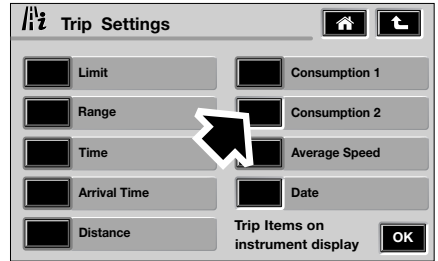 Trip Settings
Limit
Range
Time
Arrival Time
Distance
Consumption 1
Consumption 2
Average Speed
Date
Trip Items on
instrument display
OK